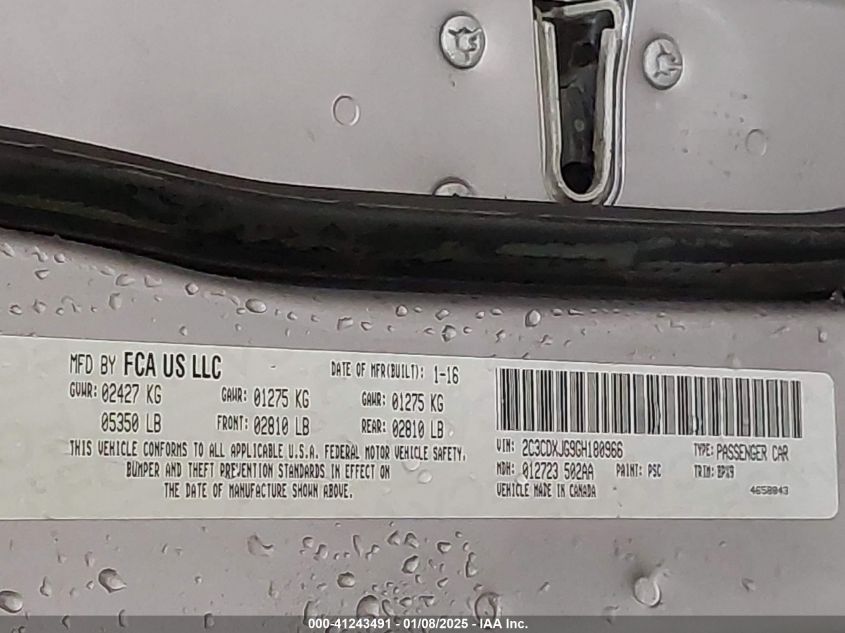 MFD BY FCA US LLC DATE OF MFR(BUILT): 1-16
GVWR: 02427 KG GAWR: 01275 KG GAWR: 01275 KG
05350 LB FRONT: 02810 LB REAR: 02810 LB
THIS VEHICLE CONFORMS TO ALL APPLICABLE U.S.A. FEDERAL MOTOR VEHICLE SAFETY,
BUMPER AND THEFT PREVENTION STANDARDS IN EFFECT ON
THE DATE OF MANUFACTURE SHOWN ABOVE.
VIN: 2C3CDXJG9GH100966 TYPE: PASSENGER CAR
MDH: 012723 502AA PAINT: PSC TRIM: BPX9
VEHICLE MADE IN CANADA 4658043
000-41243491 - 01/08/2025 - IAA Inc.